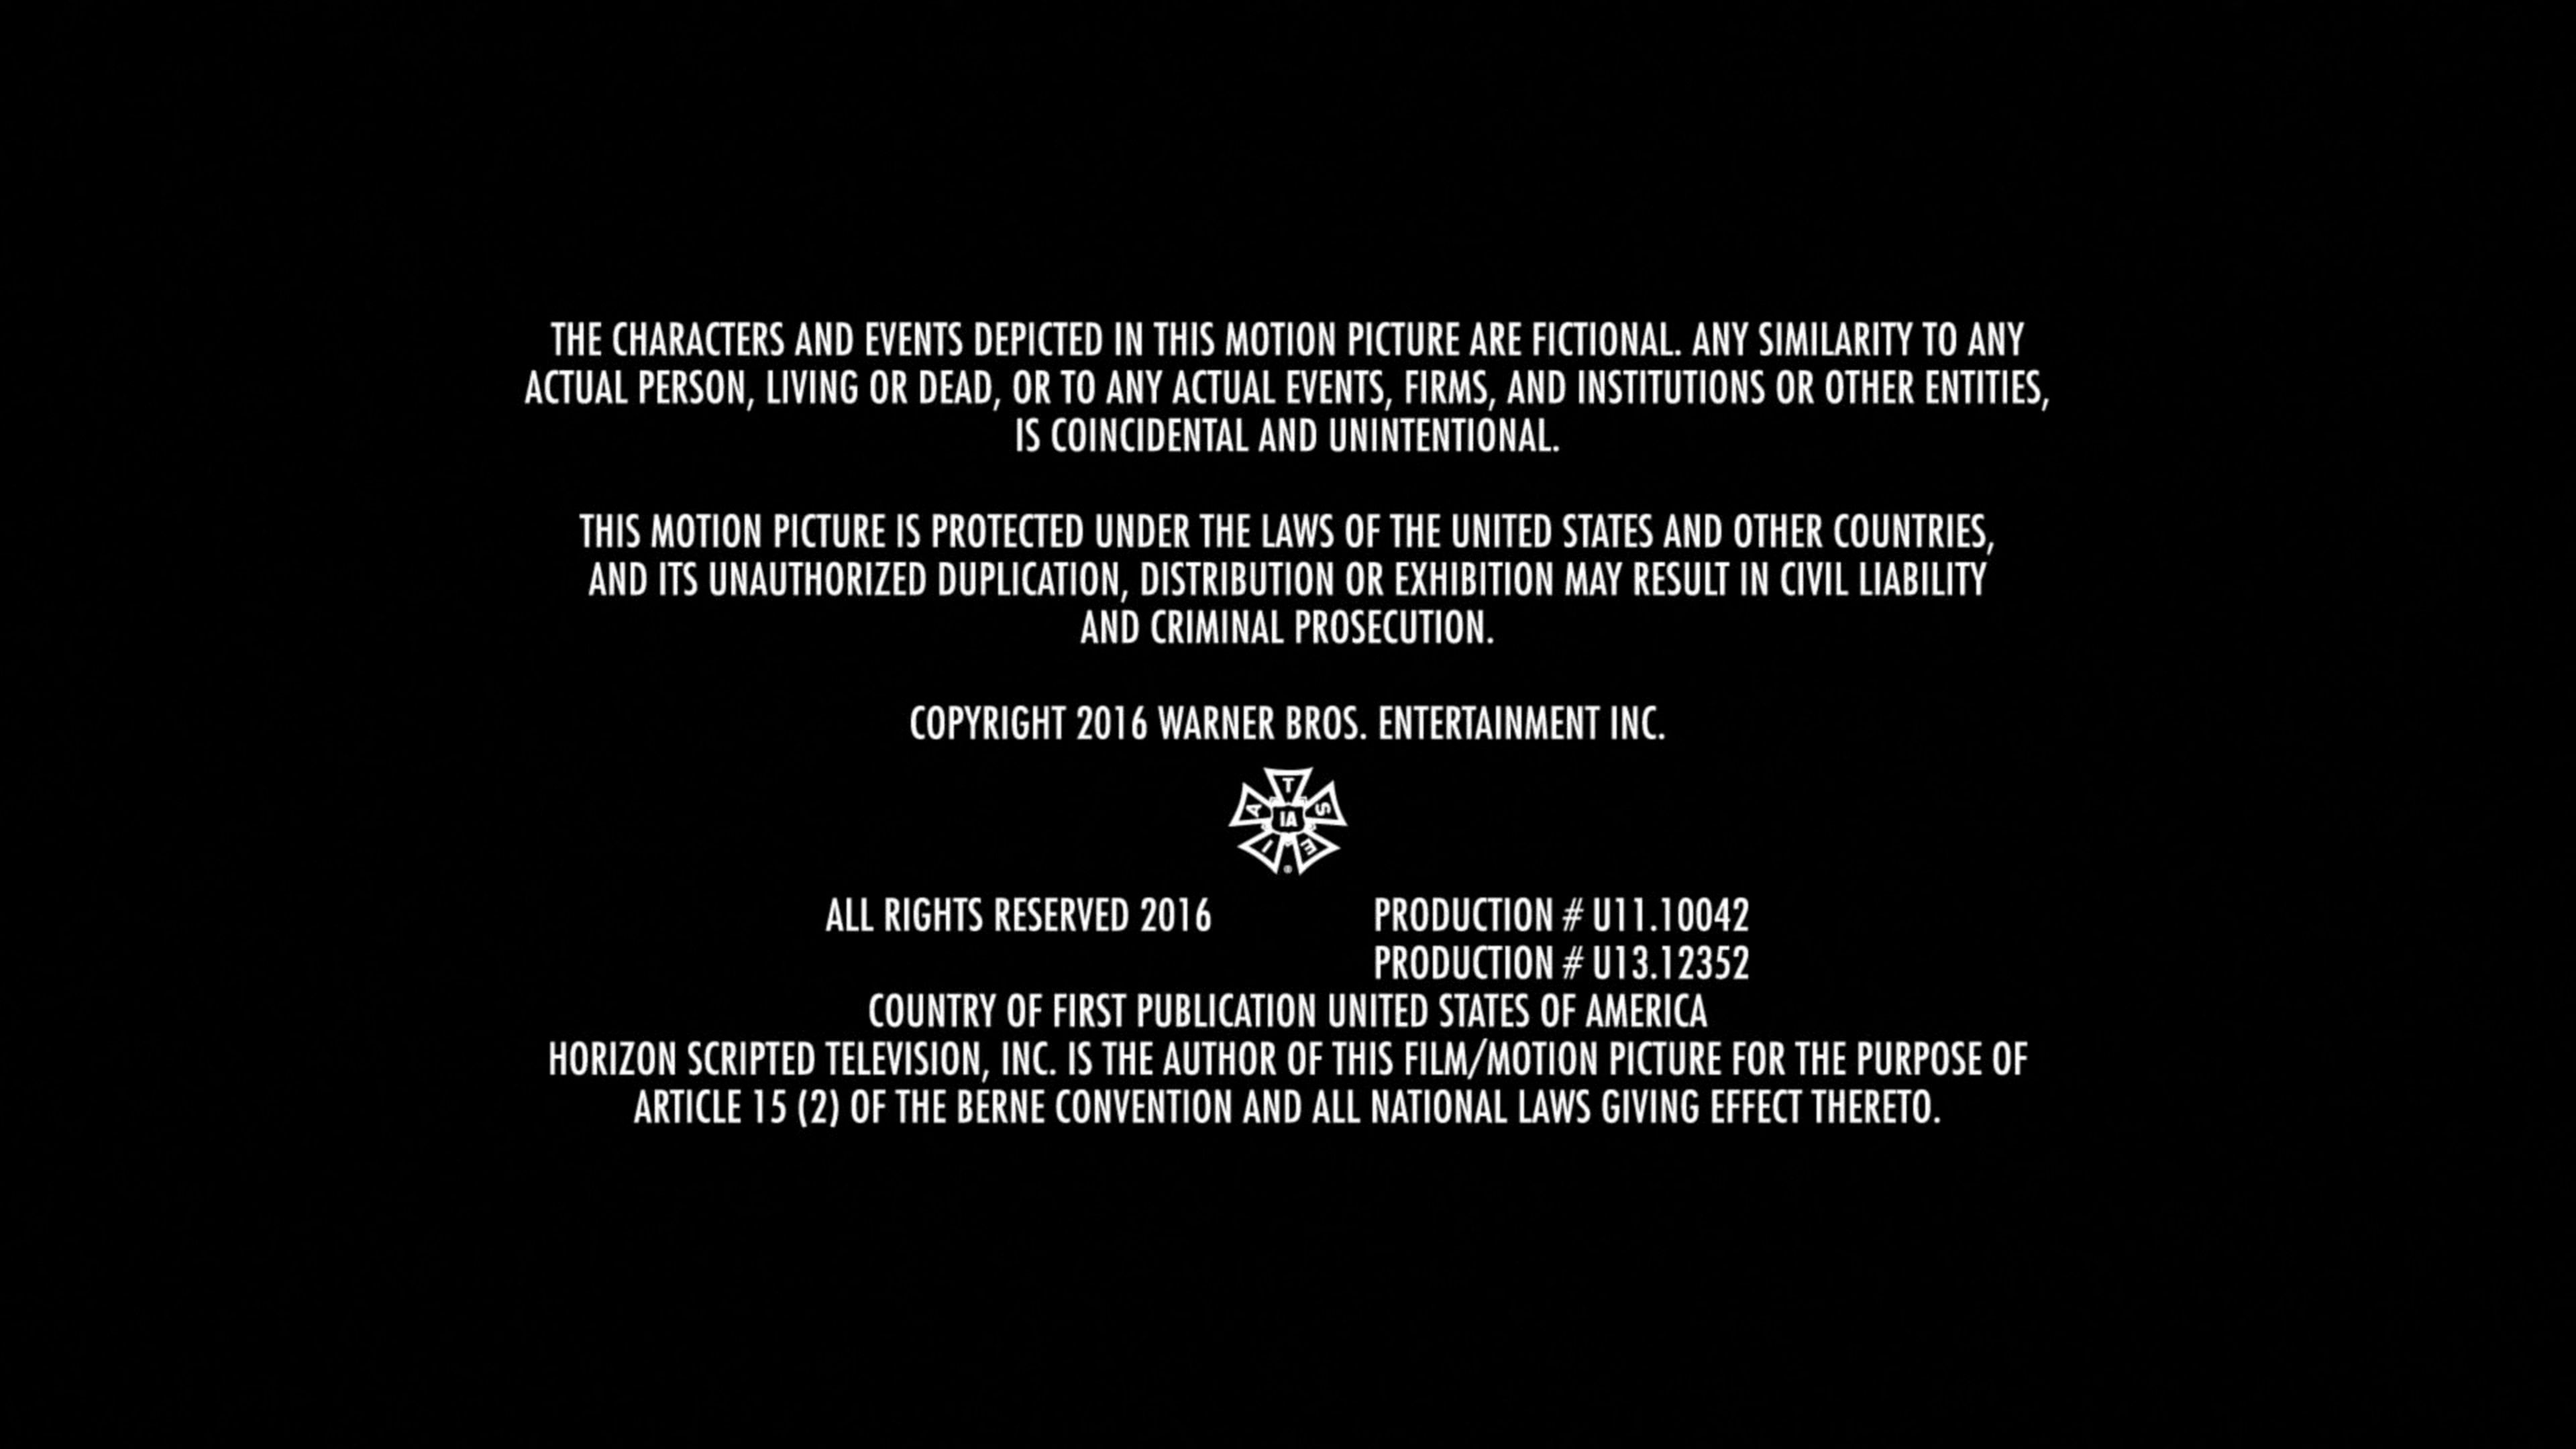 THE CHARACTERS AND EVENTS DEPICTED IN THIS MOTION PICTURE ARE FICTIONAL. ANY SIMILARITY TO ANY
ACTUAL PERSON, LIVING OR DEAD, OR TO ANY ACTUAL EVENTS, FIRMS, AND INSTITUTIONS OR OTHER ENTITIES,
IS COINCIDENTAL AND UNINTENTIONAL.
THIS MOTION PICTURE IS PROTECTED UNDER THE LAWS OF THE UNITED STATES AND OTHER COUNTRIES,
AND ITS UNAUTHORIZED DUPLICATION, DISTRIBUTION OR EXHIBITION MAY RESULT IN CIVIL LIABILITY
AND CRIMINAL PROSECUTION.
COPYRIGHT 2016 WARNER BROS. ENTERTAINMENT INC.
I A T S E
IA
®
ALL RIGHTS RESERVED 2016 PRODUCTION # U11.10042
PRODUCTION # U13.12352
COUNTRY OF FIRST PUBLICATION UNITED STATES OF AMERICA
HORIZON SCRIPTED TELEVISION, INC. IS THE AUTHOR OF THIS FILM/MOTION PICTURE FOR THE PURPOSE OF
ARTICLE 15 (2) OF THE BERNE CONVENTION AND ALL NATIONAL LAWS GIVING EFFECT THERETO.